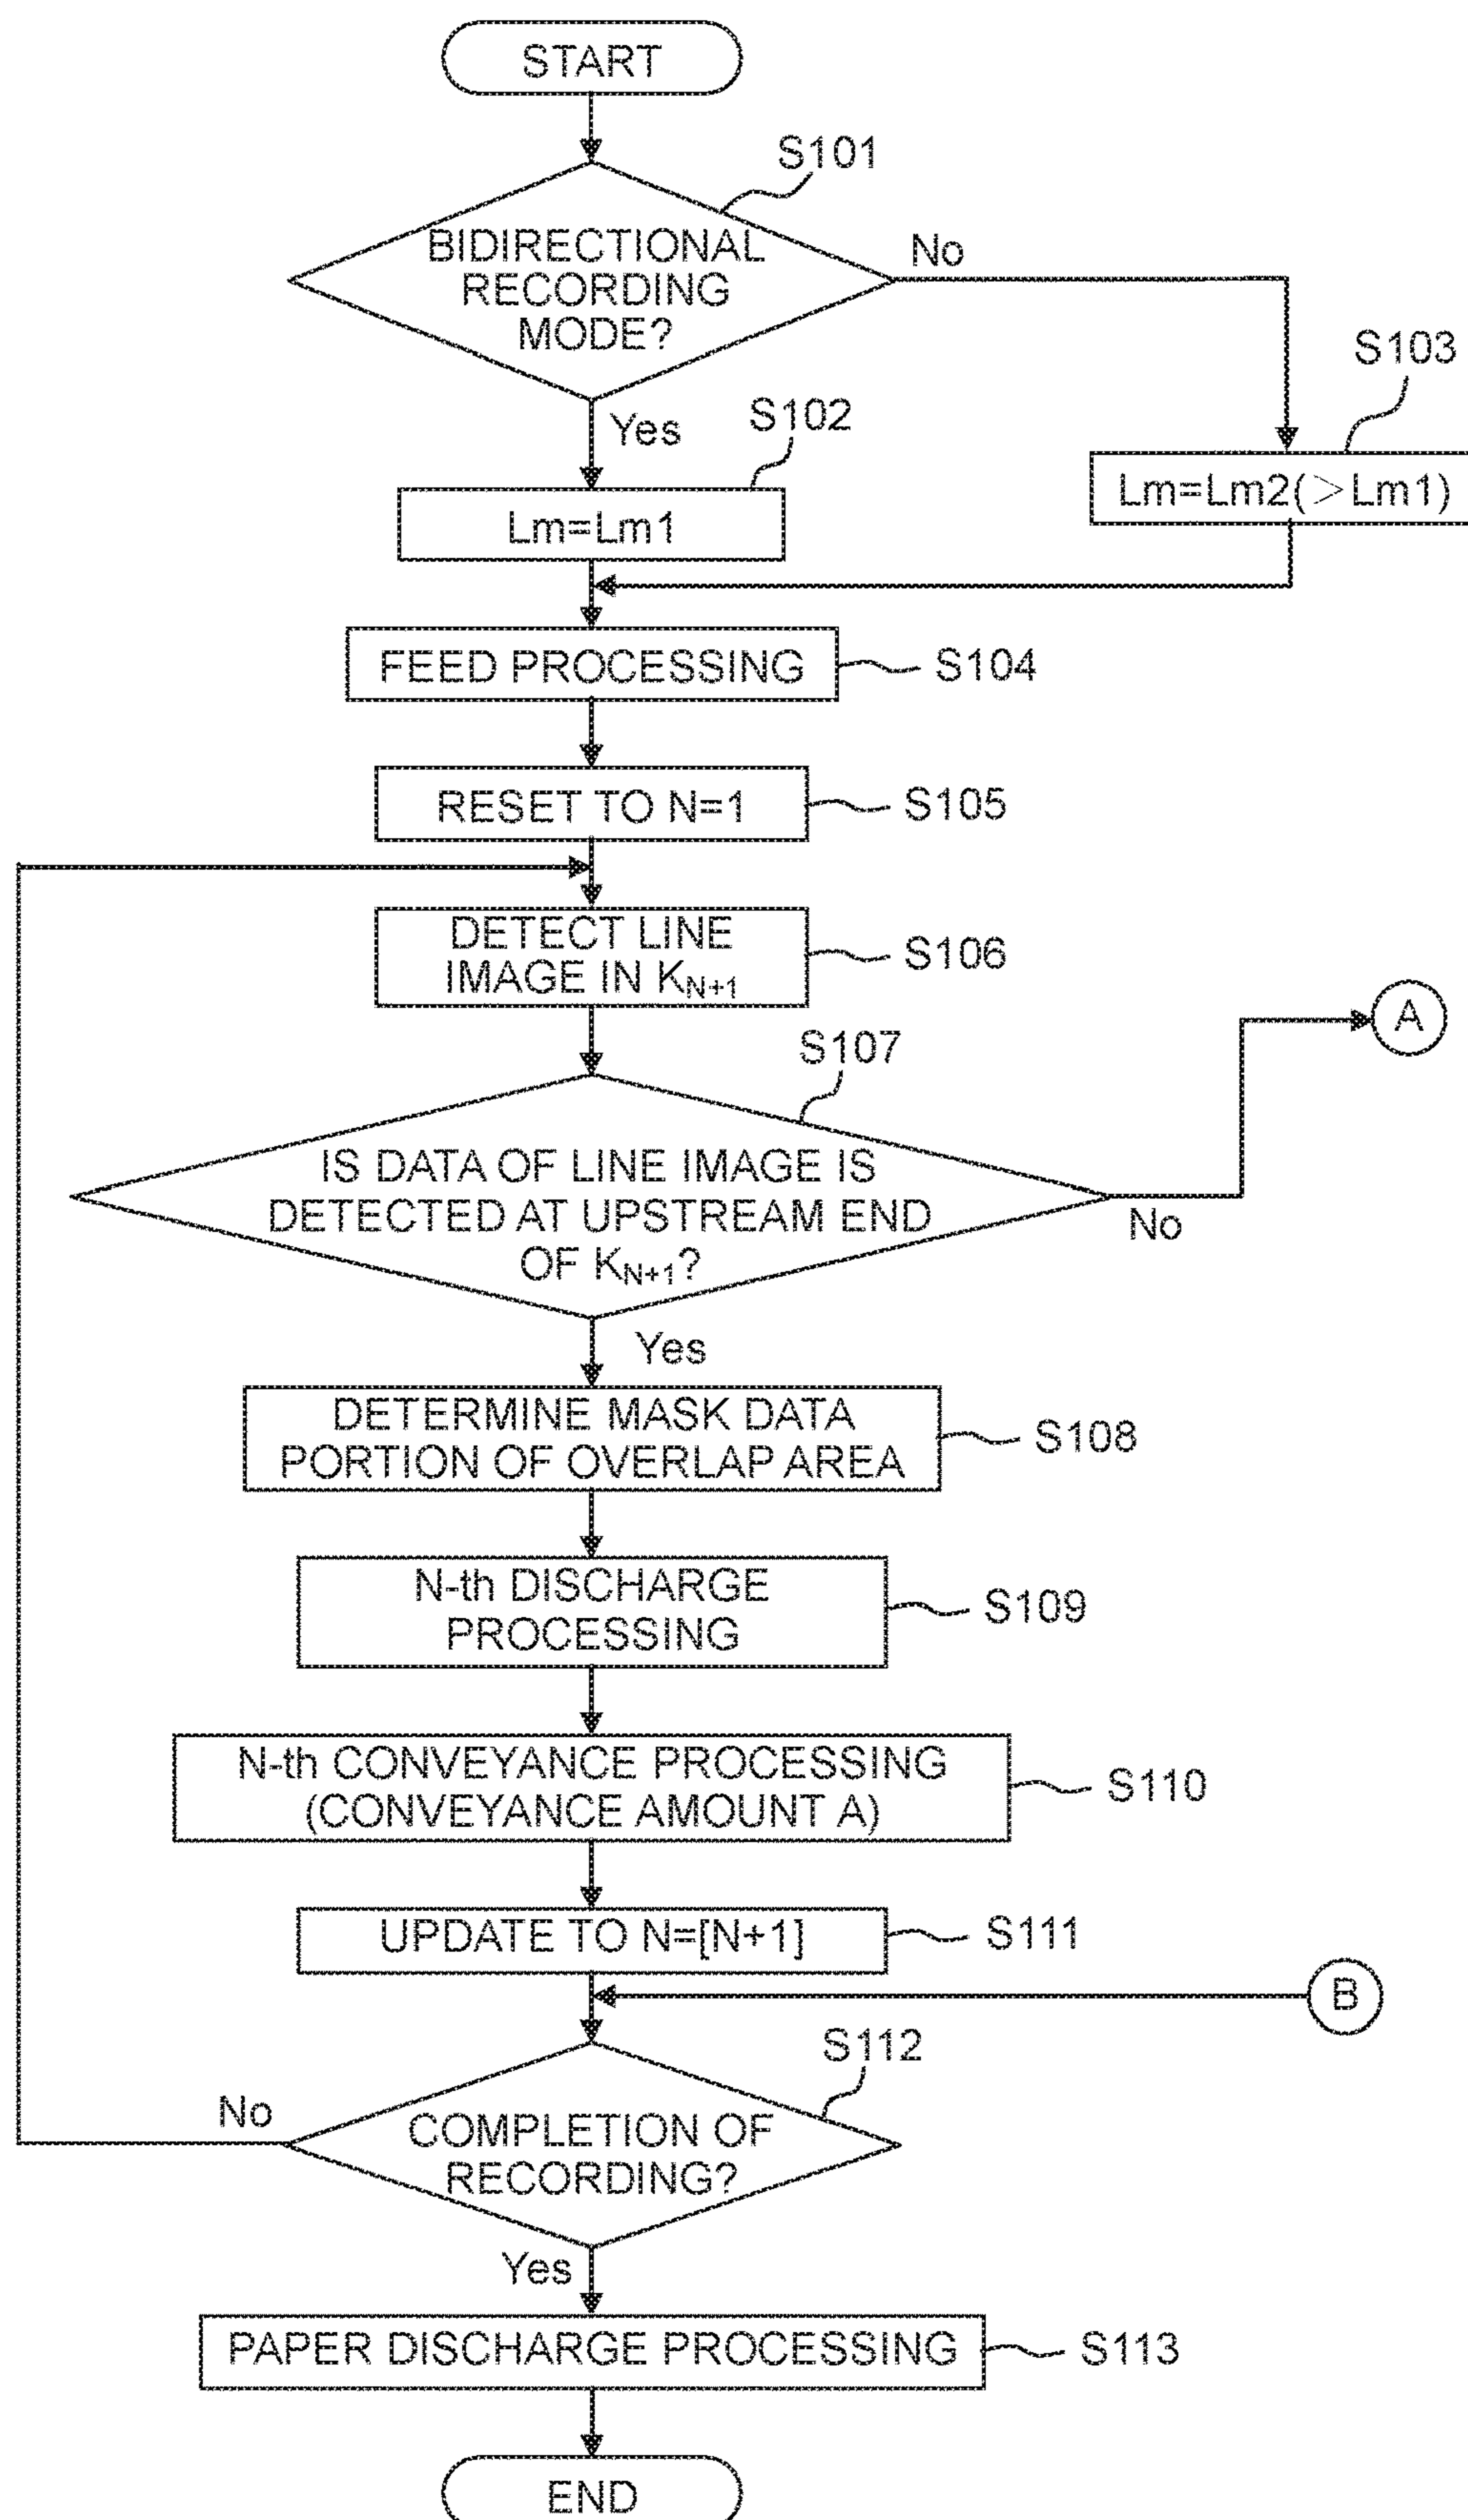 START
S101
BIDIRECTIONAL
RECORDING
MODE?
No
S103
Yes
S102
Lm=Lm2(>Lm1)
Lm=Lm1
FEED PROCESSING
S104
RESET TO N=1
S105
DETECT LINE
IMAGE IN K_{N+1}
S106
A
S107
IS DATA OF LINE IMAGE IS
DETECTED AT UPSTREAM END
OF K_{N+1}?
No
Yes
DETERMINE MASK DATA
PORTION OF OVERLAP AREA
S108
N-th DISCHARGE
PROCESSING
S109
N-th CONVEYANCE PROCESSING
(CONVEYANCE AMOUNT A)
S110
UPDATE TO N=[N+1]
S111
B
S112
No
COMPLETION OF
RECORDING?
Yes
PAPER DISCHARGE PROCESSING
S113
END